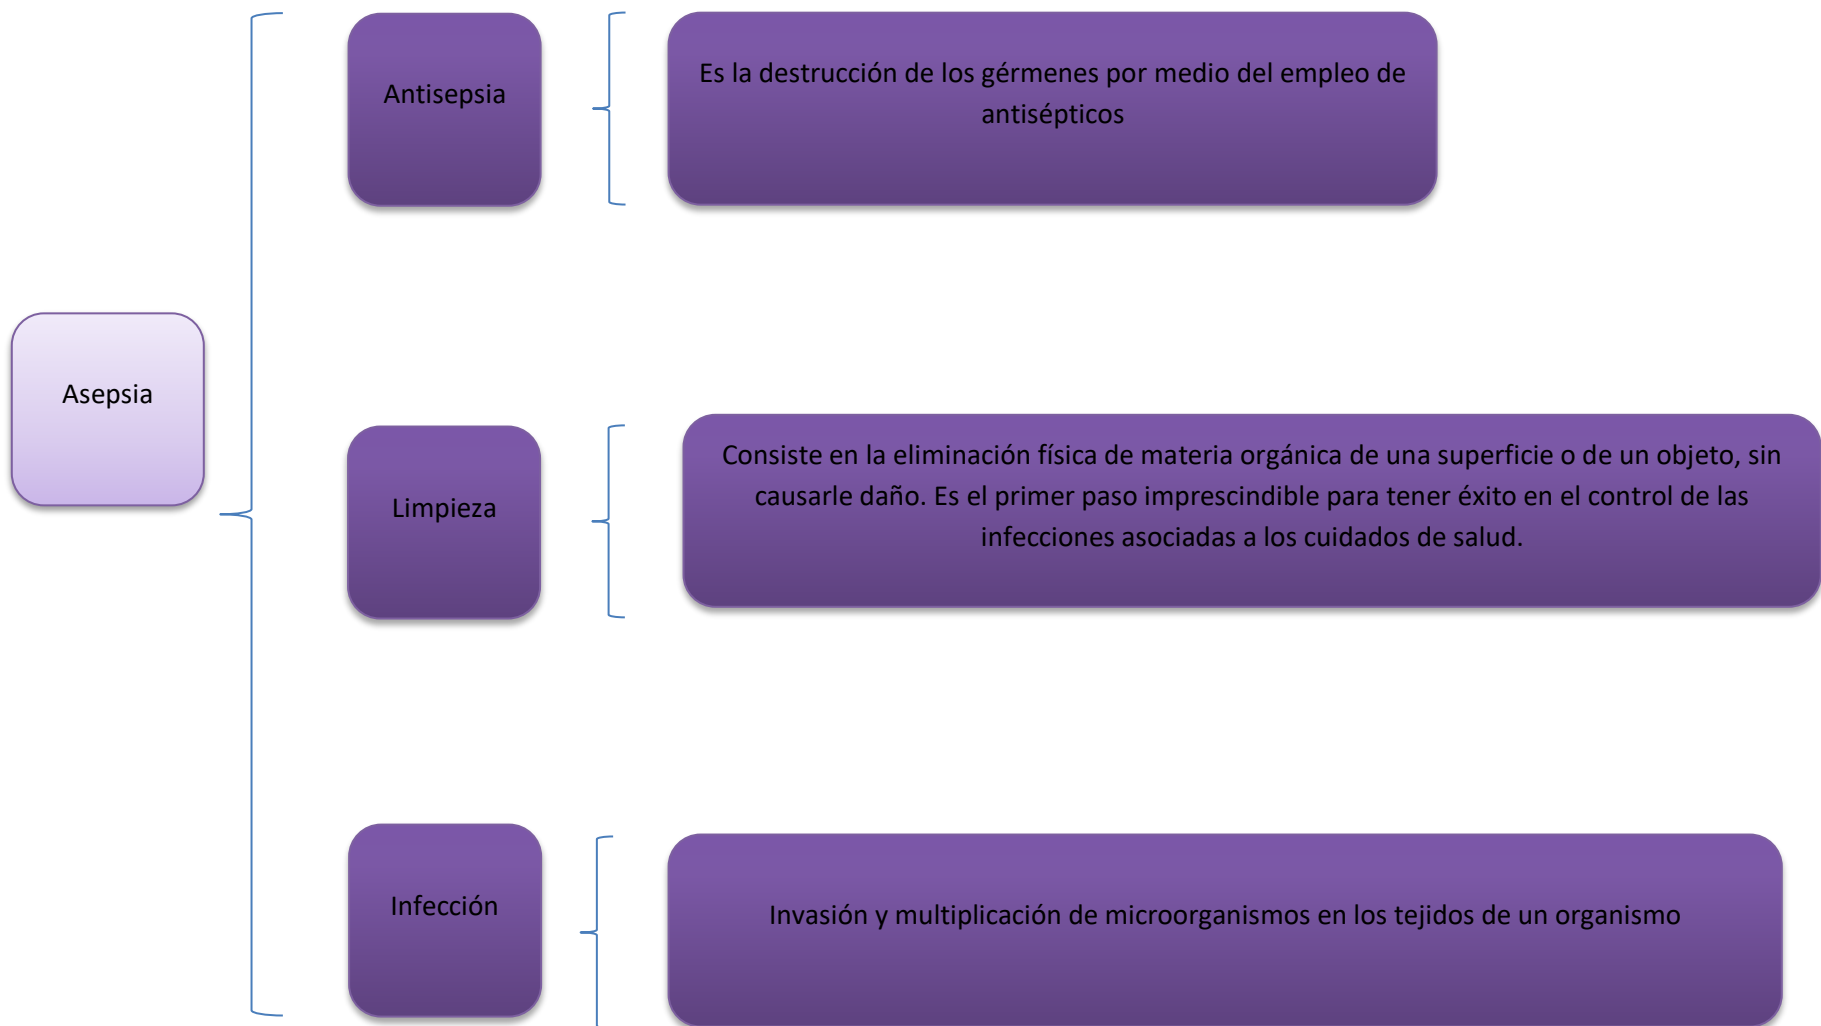 Antisepsia
Es la destrucción de los gérmenes por medio del empleo de
antisépticos
Asepsia
Limpieza
Consiste en la eliminación física de materia orgánica de una superficie o de un objeto, sin
causarle daño. Es el primer paso imprescindible para tener éxito en el control de las
infecciones asociadas a los cuidados de salud.
Infección
Invasión y multiplicación de microorganismos en los tejidos de un organismo